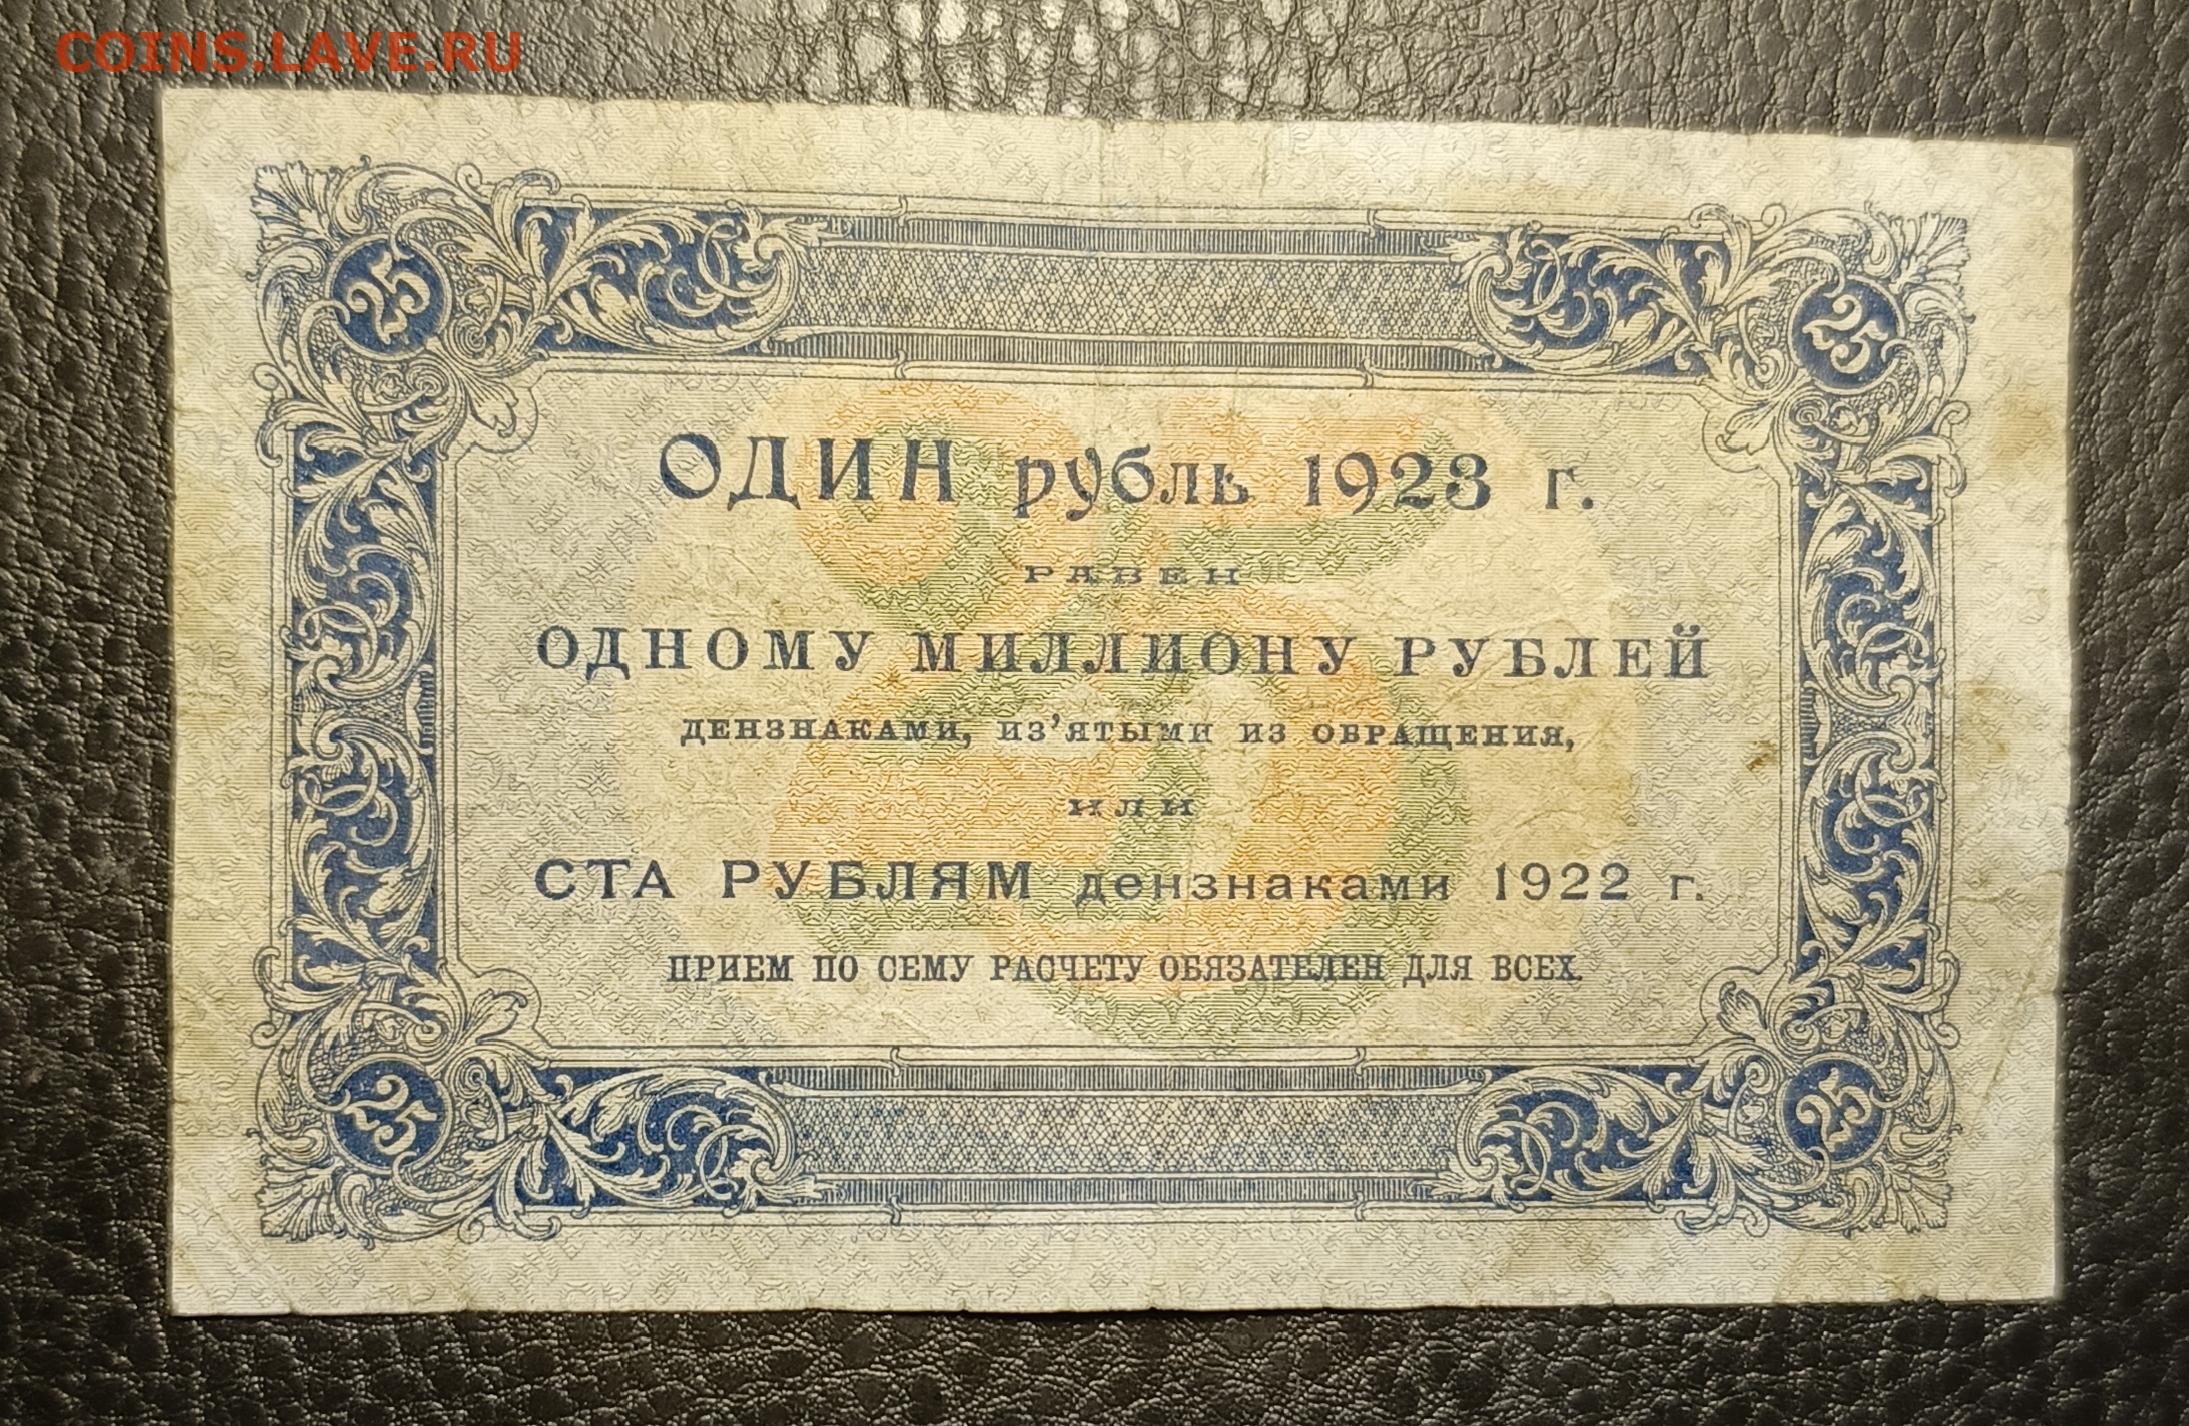 COINS.LAVE.RU
25
25
ОДИН рубль 1923 г.
РАВЕН
ОДНОМУ МИЛЛИОНУ РУБЛЕЙ
ДЕНЗНАКАМИ, ИЗ'ЯТЫМИ ИЗ ОБРАЩЕНИЯ,
ИЛИ
СТА РУБЛЯМ дензнаками 1922 г.
ПРИЕМ ПО СЕМУ РАСЧЕТУ ОБЯЗАТЕЛЕН ДЛЯ ВСЕХ.
25
25
25